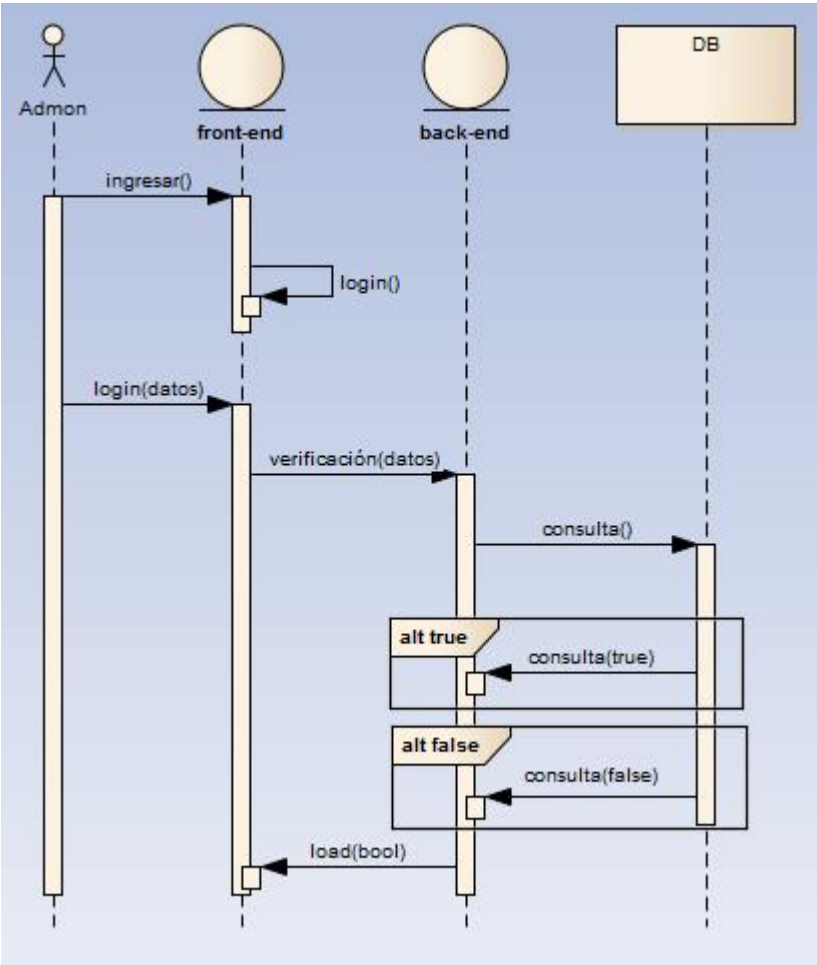 DB
Admon
front-end
back-end
ingresar()
login()
login(datos)
verificación(datos)
consulta()
alt true
consulta(true)
alt false
consulta(false)
load(bool)